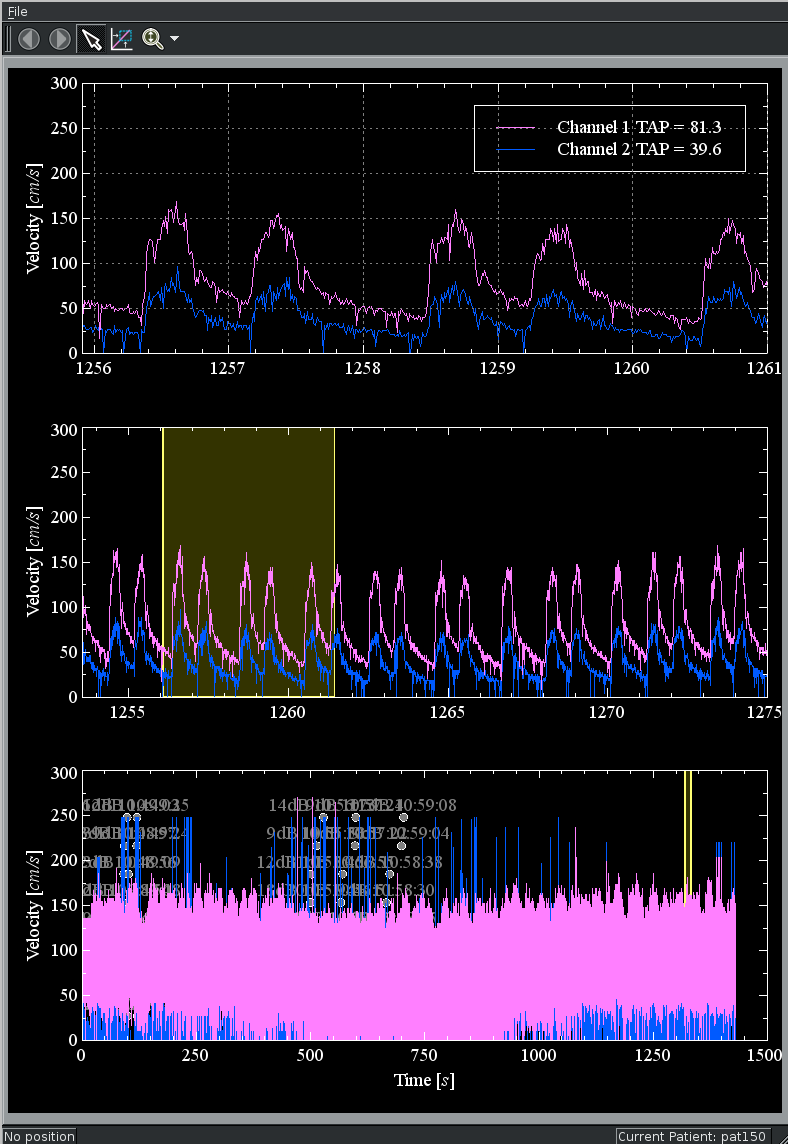 File
300
250
200
150
100
50
0
Velocity [cm/s]
Channel 1 TAP = 81.3
Channel 2 TAP = 39.6
1256 1257 1258 1259 1260 1261
300
250
200
150
100
50
0
Velocity [cm/s]
1255 1260 1265 1270 1275
300
250
200
150
100
50
0
Velocity [cm/s]
14dB 10:59:08
9dB 10:59:04
12dB 10:58:38
10:58:30
0 250 500 750 1000 1250 1500
Time [s]
No position
Current Patient: pat150